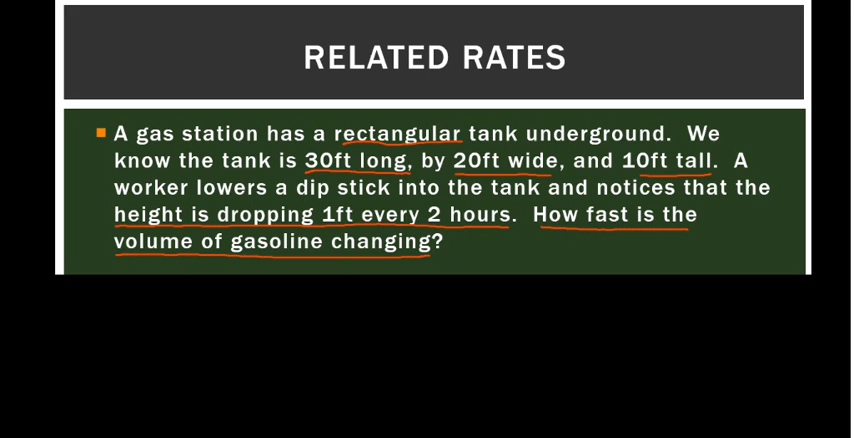 RELATED RATES
A gas station has a rectangular tank underground. We
know the tank is 30ft long, by 20ft wide, and 10ft tall. A
worker lowers a dip stick into the tank and notices that the
height is dropping 1ft every 2 hours. How fast is the
volume of gasoline changing?